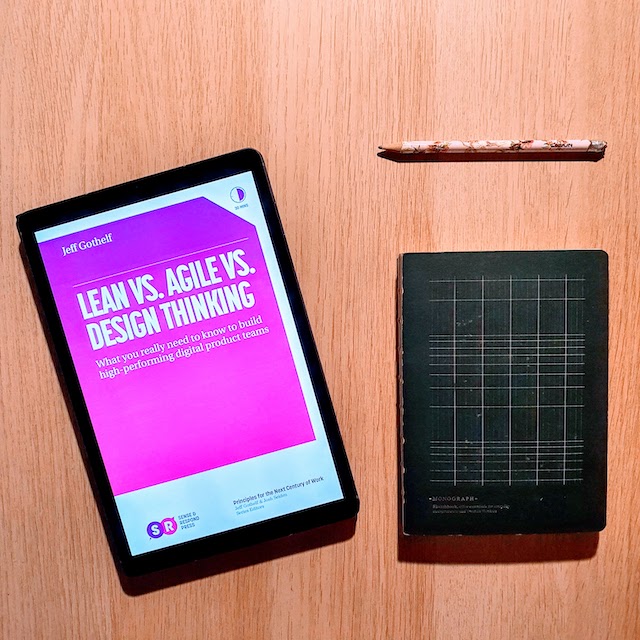 30 MINS
Jeff Gothelf
LEAN VS. AGILE VS.
DESIGN THINKING
What you really need to know to build
high-performing digital product teams
SENSE &
RESPOND
PRESS
SR
Principles for the Next Century of Work
Jeff Gothelf & Josh Seiden
Series Editors
MONOGRAPH